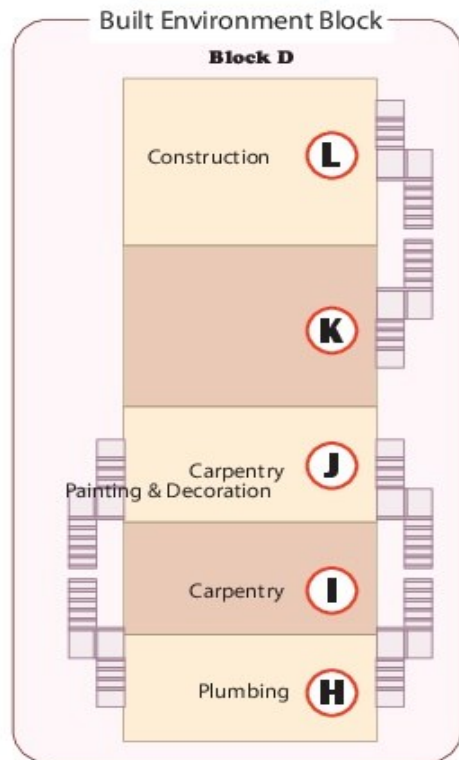 Built Environment Block
Block D
Construction L
K
Carpentry J
Painting & Decoration
Carpentry I
Plumbing H